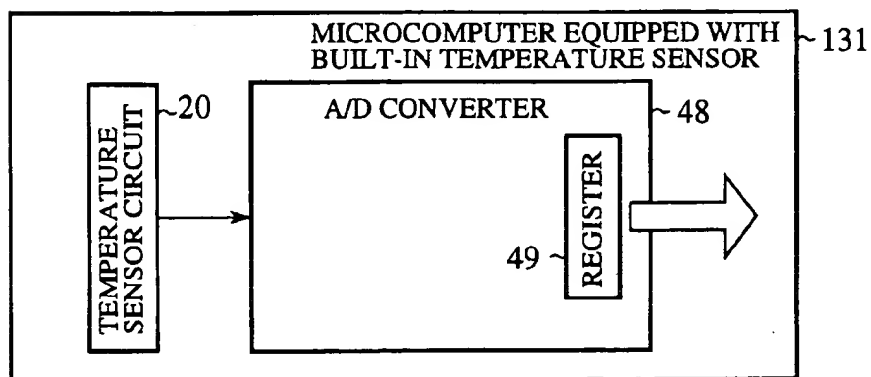 MICROCOMPUTER EQUIPPED WITH
BUILT-IN TEMPERATURE SENSOR
131
20
TEMPERATURE
SENSOR CIRCUIT
A/D CONVERTER
48
REGISTER
49